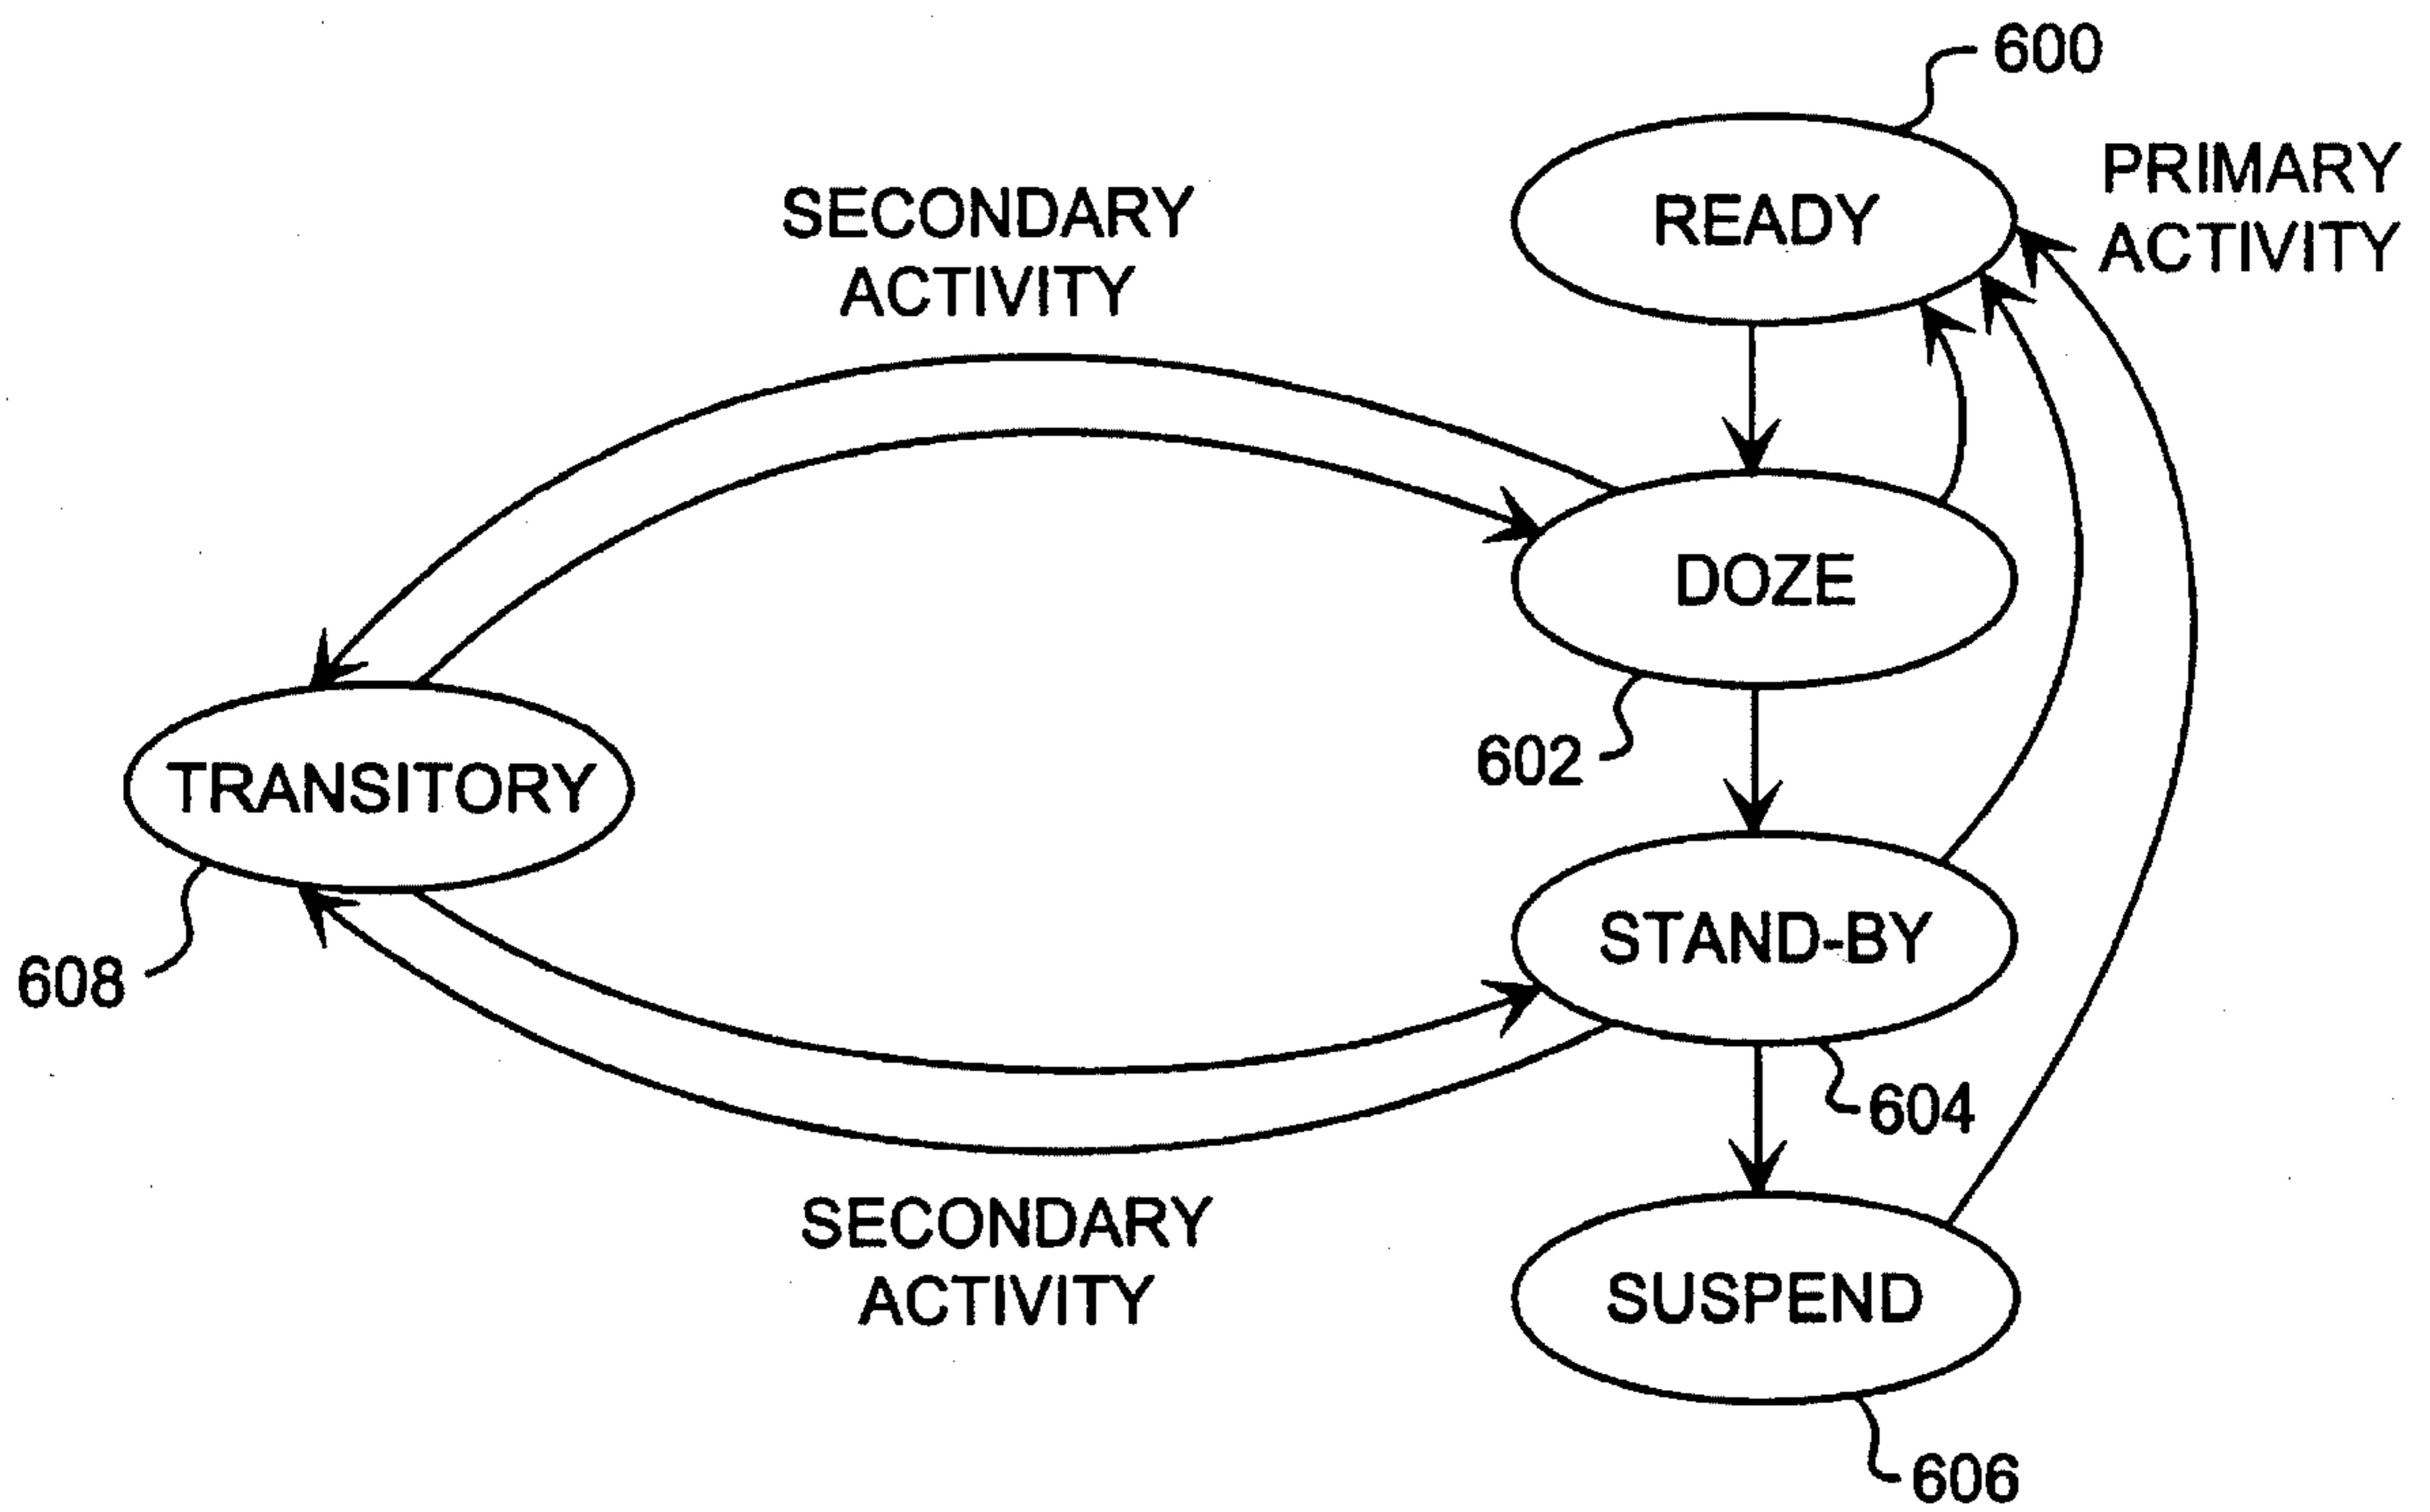 600
READY
PRIMARY
ACTIVITY
SECONDARY
ACTIVITY
DOZE
602
TRANSITORY
608
STAND-BY
604
SECONDARY
ACTIVITY
SUSPEND
606